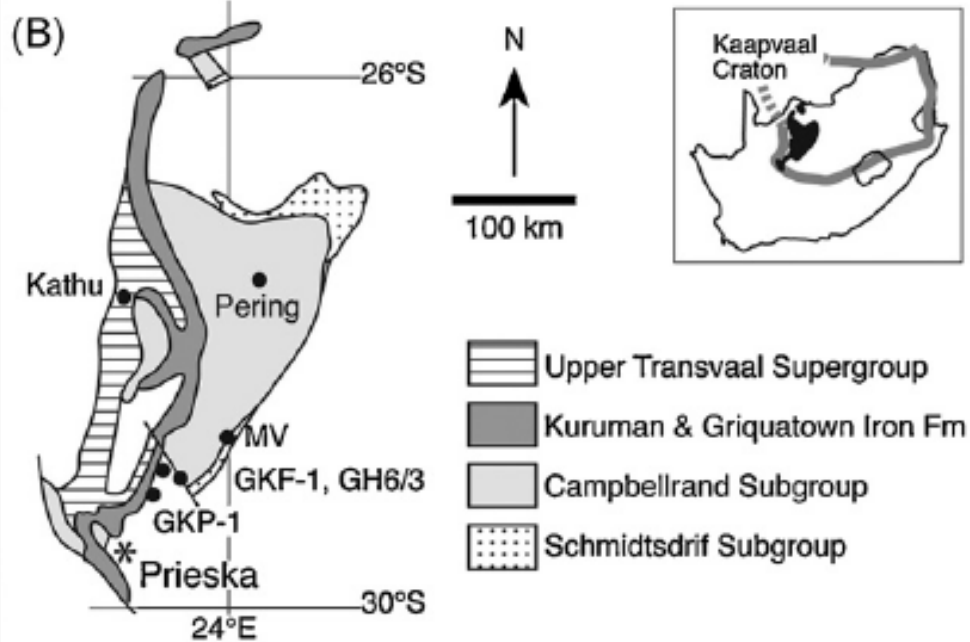 (B)
N
26°S
Kaapvaal
Craton
100 km
Kathu
Pering
Upper Transvaal Supergroup
Kuruman & Griquatown Iron Fm
MV
GKF-1, GH6/3
Campbellrand Subgroup
GKP-1
Schmidtsdrif Subgroup
* Prieska
30°S
24°E